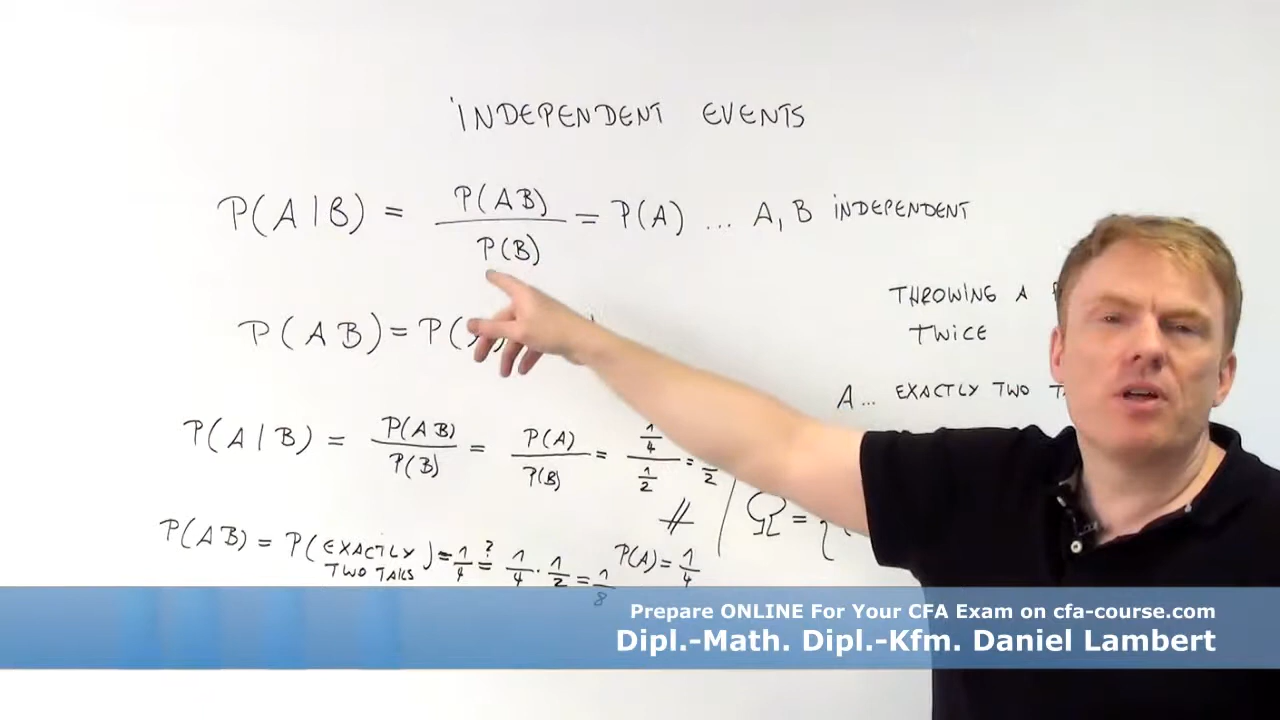 INDEPENDENT EVENTS
P(A|B) = P(AB)/P(B) = P(A) ... A, B INDEPENDENT
THROWING A
TWICE
P(AB) = P(
A... EXACTLY TWO
P(A|B) = P(AB)/P(B) = P(A)/P(B) = 1/4 / 1/2 =
∦ P(A) = 1/4
Ω = {
P(AB) = P(EXACTLY TWO TAILS) = 1/4 =? 1/4 · 1/2 = 1/8
Prepare ONLINE For Your CFA Exam on cfa-course.com
Dipl.-Math. Dipl.-Kfm. Daniel Lambert